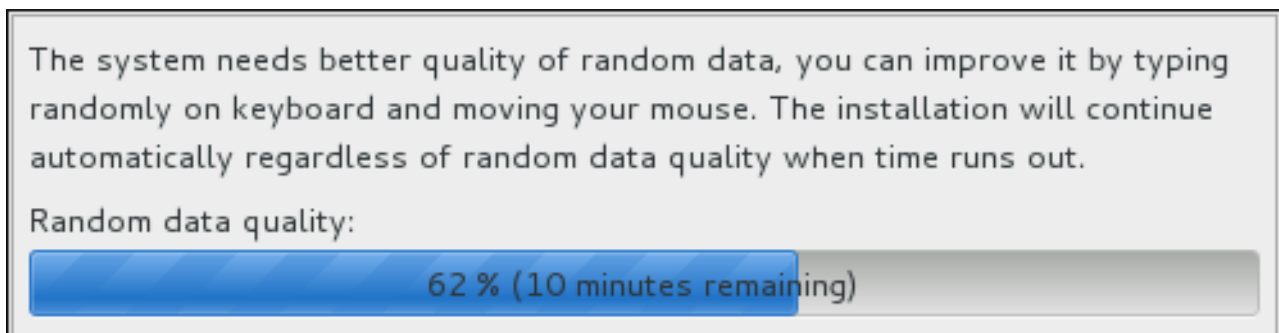 The system needs better quality of random data, you can improve it by typing
randomly on keyboard and moving your mouse. The installation will continue
automatically regardless of random data quality when time runs out.
Random data quality:
62 % (10 minutes remaining)